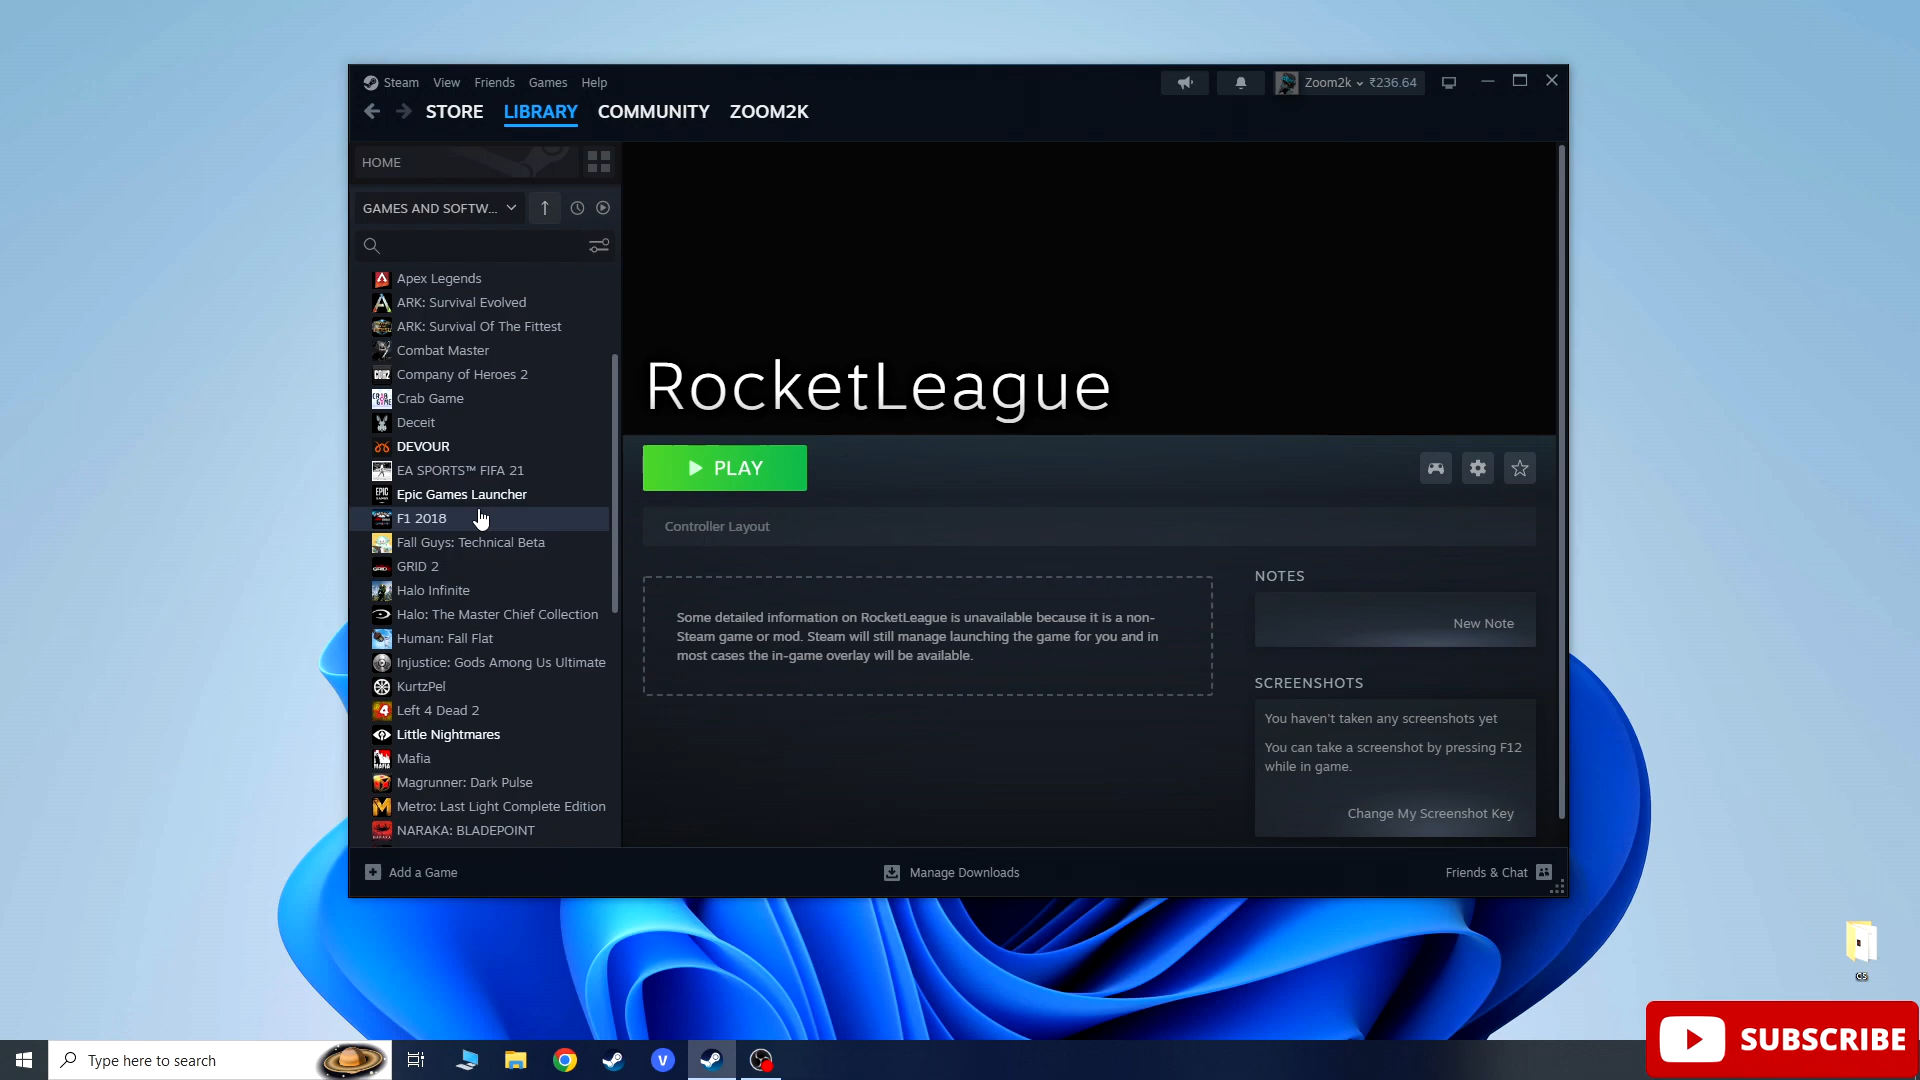 Steam View Friends Games Help
Zoom2k ₹236.64
STORE LIBRARY COMMUNITY ZOOM2K
HOME
GAMES AND SOFTW...
Apex Legends
ARK: Survival Evolved
ARK: Survival Of The Fittest
Combat Master
Company of Heroes 2
Crab Game
Deceit
DEVOUR
EA SPORTS™ FIFA 21
Epic Games Launcher
F1 2018
Fall Guys: Technical Beta
GRID 2
Halo Infinite
Halo: The Master Chief Collection
Human: Fall Flat
Injustice: Gods Among Us Ultimate
KurtzPel
Left 4 Dead 2
Little Nightmares
Mafia
Magrunner: Dark Pulse
Metro: Last Light Complete Edition
NARAKA: BLADEPOINT
RocketLeague
PLAY
Controller Layout
Some detailed information on RocketLeague is unavailable because it is a non-
Steam game or mod. Steam will still manage launching the game for you and in
most cases the in-game overlay will be available.
NOTES
New Note
SCREENSHOTS
You haven't taken any screenshots yet
You can take a screenshot by pressing F12
while in game.
Change My Screenshot Key
Add a Game
Manage Downloads
Friends & Chat
Type here to search
SUBSCRIBE